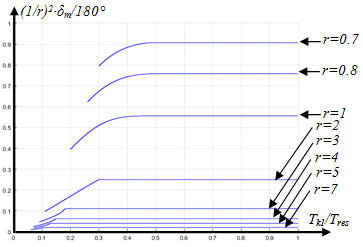 (1/r)²·δm/180°
1
0.9
0.8
0.7
0.6
0.5
0.4
0.3
0.2
0.1
0
0 0.1 0.2 0.3 0.4 0.5 0.6 0.7 0.8 0.9 1
r=0.7
r=0.8
r=1
r=2
r=3
r=4
r=5
r=7
Tkl/Tres